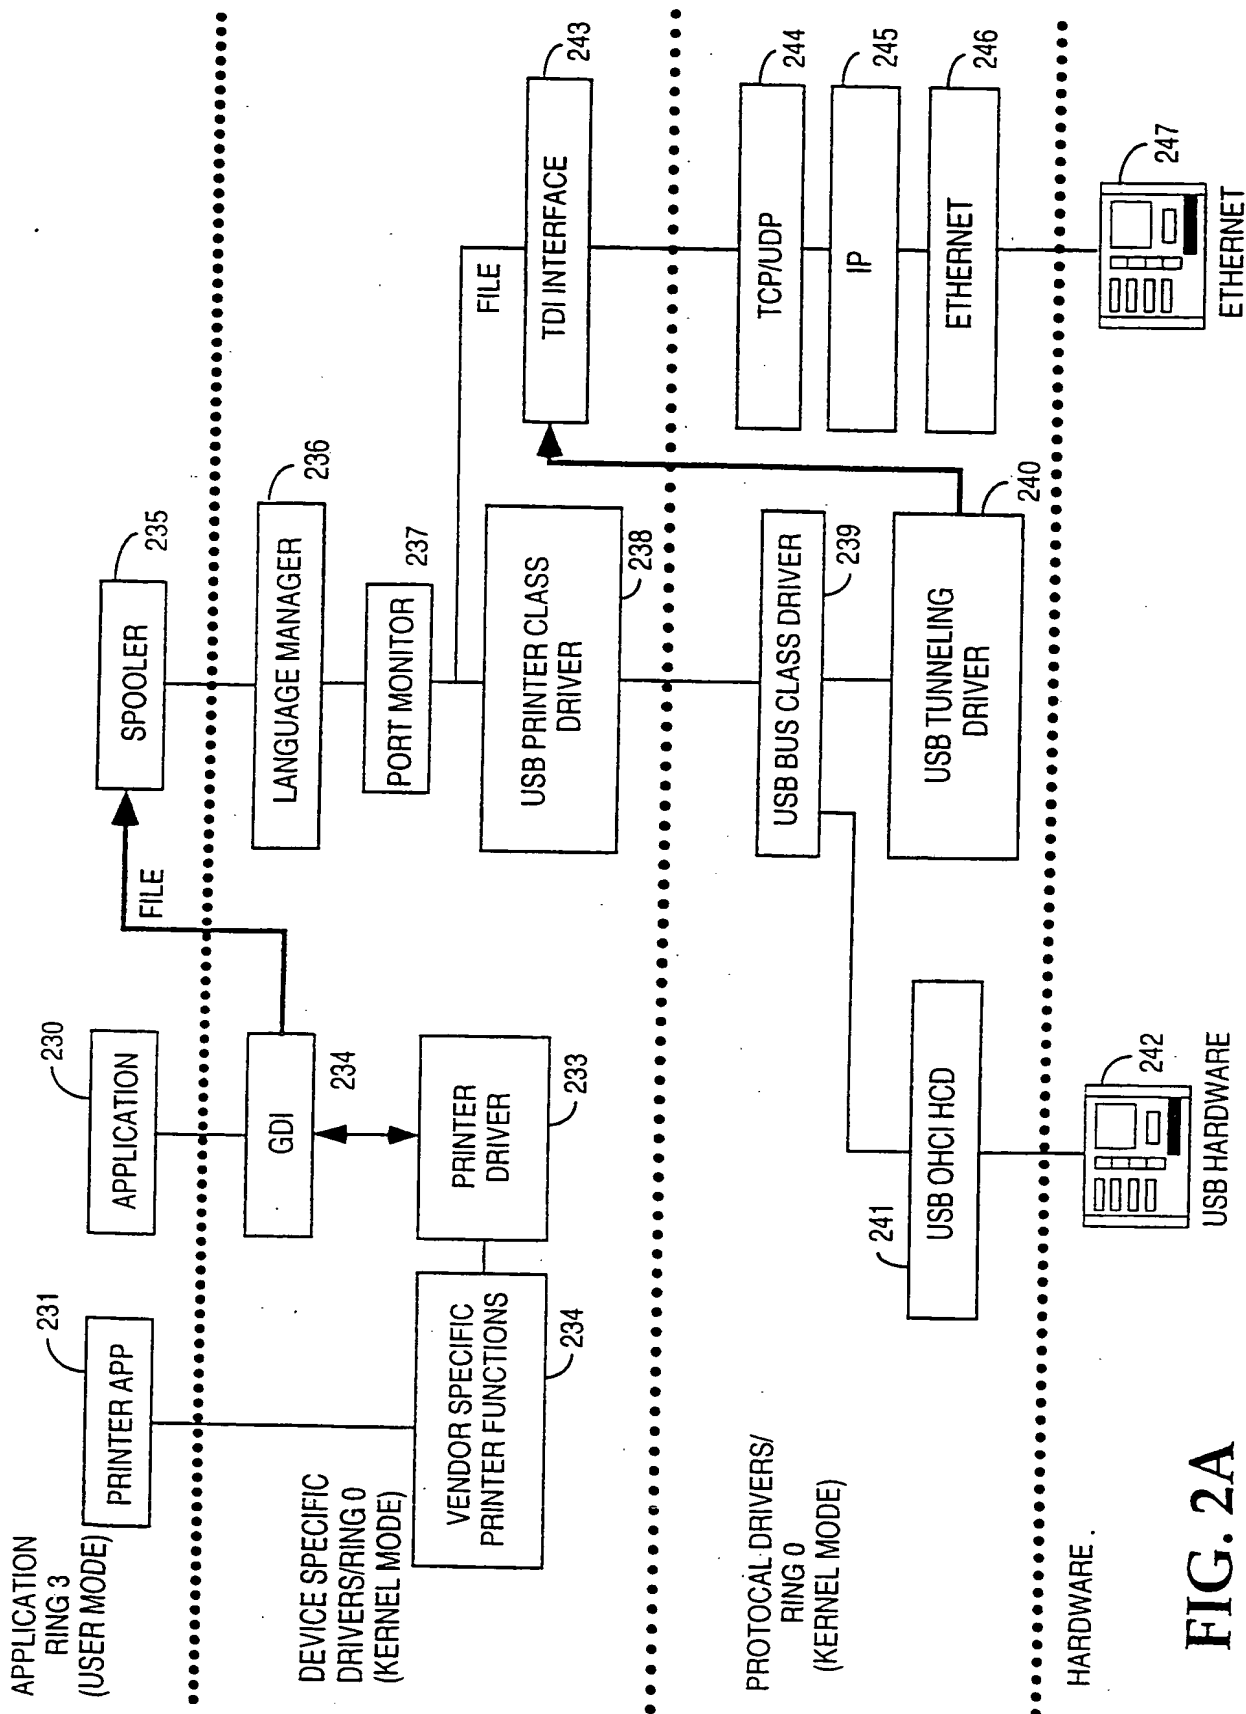 APPLICATION
RING 3
(USER MODE)
231
PRINTER APP
230
APPLICATION
FILE
235
SPOOLER
DEVICE SPECIFIC
DRIVERS/RING 0
(KERNEL MODE)
GDI
234
236
LANGUAGE MANAGER
237
PORT MONITOR
FILE
243
TDI INTERFACE
VENDOR SPECIFIC
PRINTER FUNCTIONS
234
PRINTER
DRIVER
233
USB PRINTER CLASS
DRIVER
238
PROTOCAL DRIVERS/
RING 0
(KERNEL MODE)
USB BUS CLASS DRIVER
239
TCP/UDP
244
IP
245
241
USB OHCI HCD
USB TUNNELING
DRIVER
240
ETHERNET
246
HARDWARE.
242
USB HARDWARE
247
ETHERNET
FIG. 2A